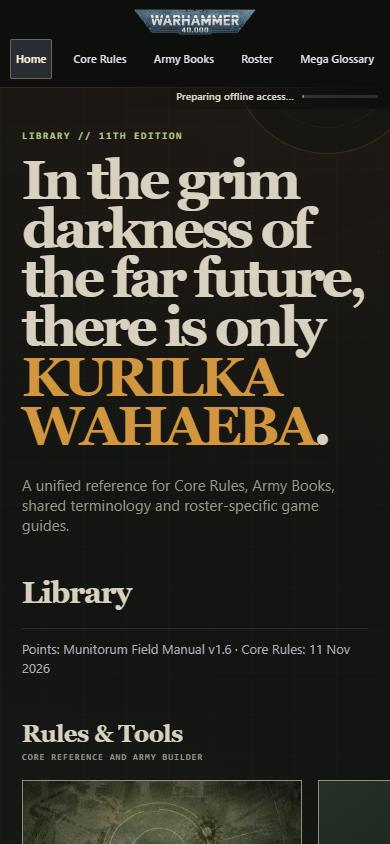 WARHAMMER
40,000
Home Core Rules Army Books Roster Mega Glossary
Preparing offline access...
LIBRARY // 11TH EDITION
In the grim
darkness of
the far future,
there is only
KURILKA
WAHAEBA.
A unified reference for Core Rules, Army Books,
shared terminology and roster-specific game
guides.
Library
Points: Munitorum Field Manual v1.6 · Core Rules: 11 Nov
2026
Rules & Tools
CORE REFERENCE AND ARMY BUILDER